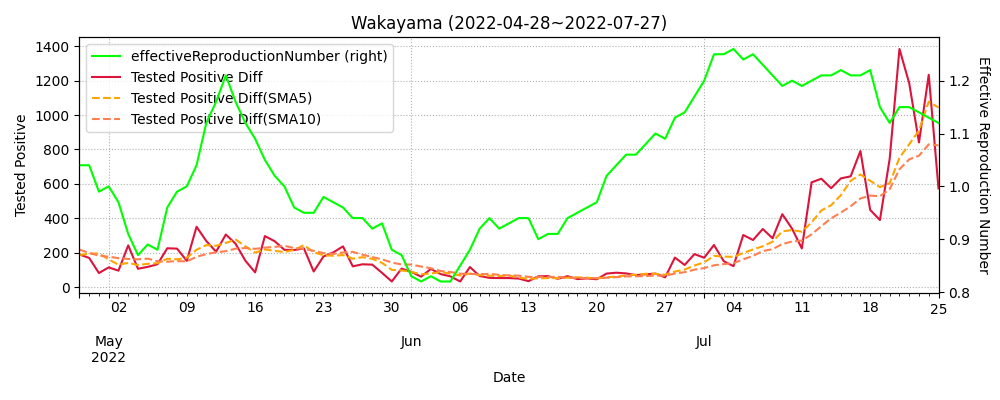 Wakayama (2022-04-28~2022-07-27)
effectiveReproductionNumber (right)
Tested Positive Diff
Tested Positive Diff(SMA5)
Tested Positive Diff(SMA10)
Tested Positive
1400
1200
1000
800
600
400
200
0
Effective Reproduction Number
1.2
1.1
1.0
0.9
0.8
02 09 16 23 30 06 13 20 27 04 11 18 25
May Jun Jul
2022
Date